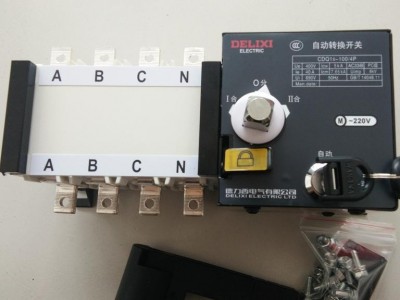 DELIXI
ELECTRIC
自动转换开关
CDQ1s-100/4P
O分
I合
II合
A B C N
M ~220V
自动
A B C N
德力西电气有限公司
DELIXI ELECTRIC LTD